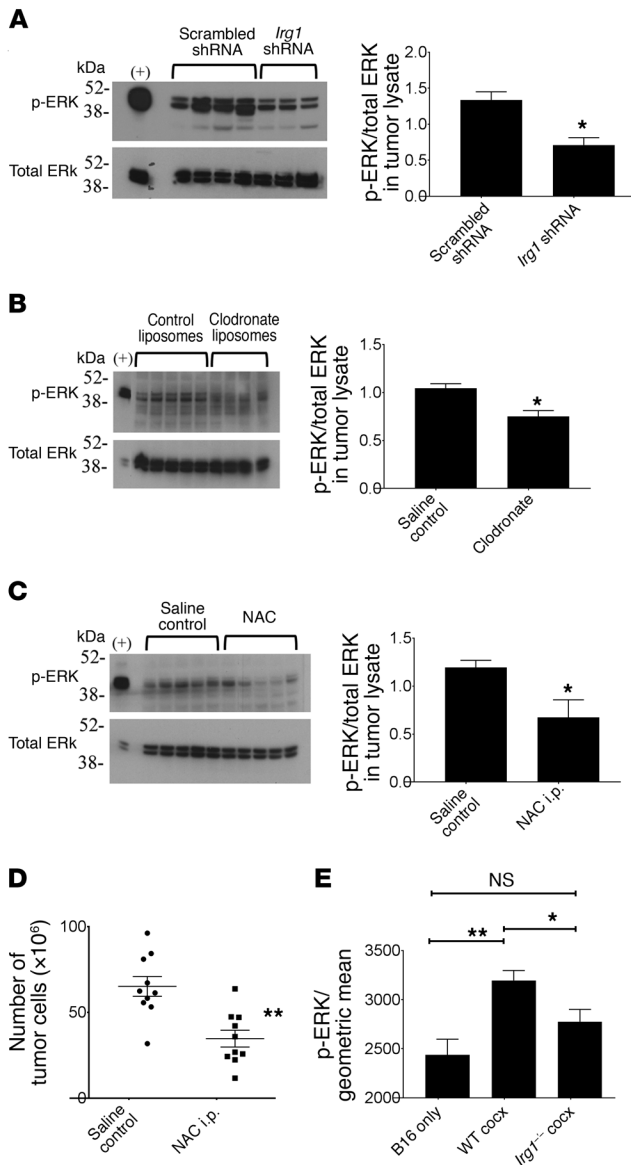 A
Scrambled shRNA
Irg1 shRNA
kDa
(+)
p-ERK
52-
38-
Total ERk
52-
38-
p-ERK/total ERK in tumor lysate
2.0
1.5
1.0
0.5
0
*
Scrambled shRNA
Irg1 shRNA
B
Control liposomes
Clodronate liposomes
kDa
(+)
p-ERK
52-
38-
Total ERk
52-
38-
p-ERK/total ERK in tumor lysate
1.5
1.0
0.5
0.0
*
Saline control
Clodronate
C
Saline control
NAC
kDa
(+)
p-ERK
52-
38-
Total ERk
52-
38-
p-ERK/total ERK in tumor lysate
1.5
1.0
0.5
0.0
*
Saline control
NAC i.p.
D
Number of tumor cells (×10⁶)
100
50
0
**
Saline control
NAC i.p.
E
NS
**
*
p-ERK/ geometric mean
3500
3000
2500
2000
B16 only
WT cocx
Irg1⁻/⁻ cocx